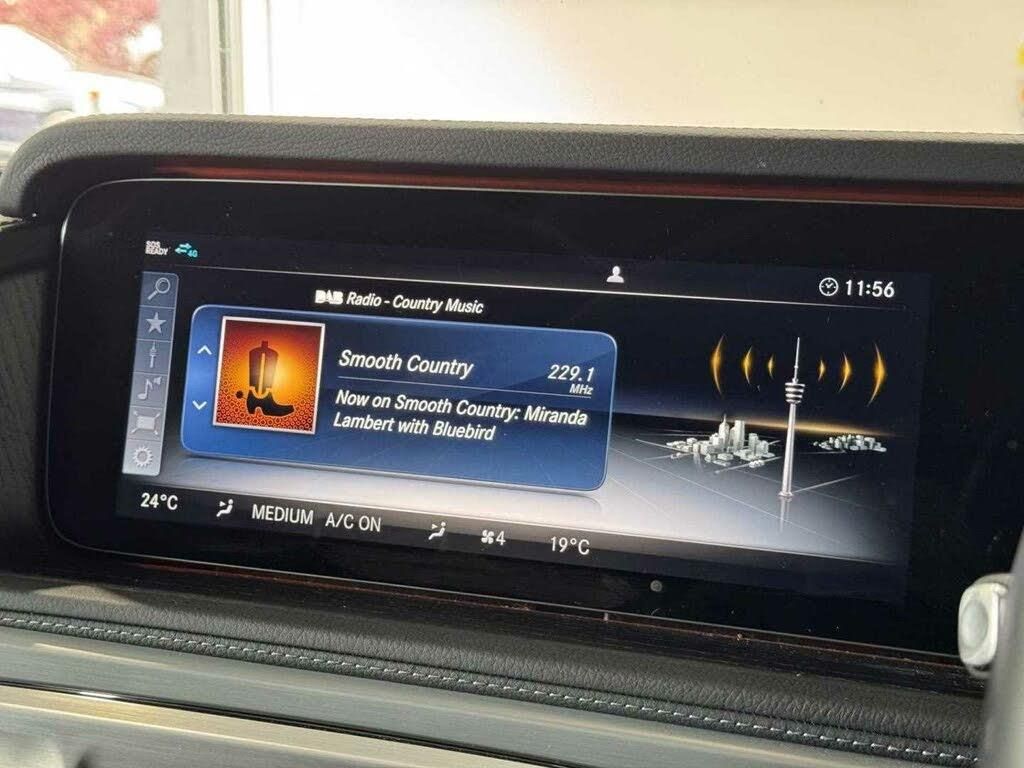 SOS READY 4G
11:56
DAB Radio - Country Music
Smooth Country
229.1
MHz
Now on Smooth Country: Miranda
Lambert with Bluebird
24°C MEDIUM A/C ON 4 19°C